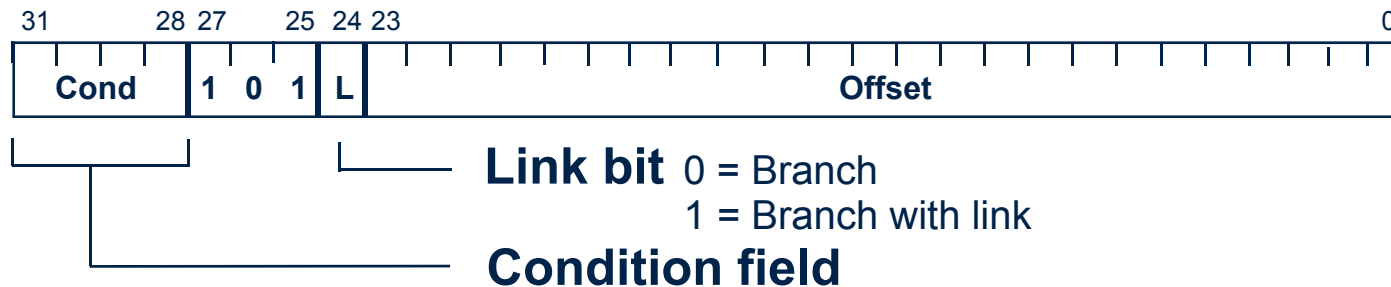 31 28 27 25 24 23 0
Cond 1 0 1 L Offset
Link bit 0 = Branch
1 = Branch with link
Condition field